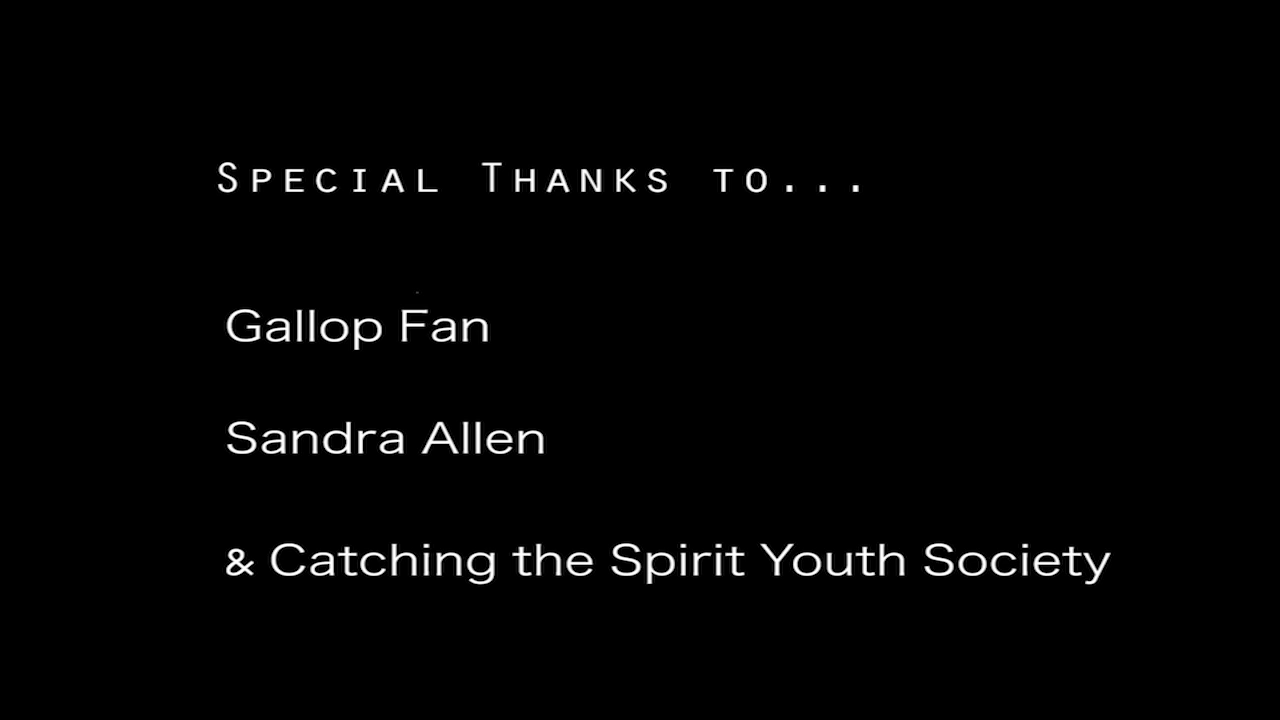 Special Thanks to...
Gallop Fan
Sandra Allen
& Catching the Spirit Youth Society